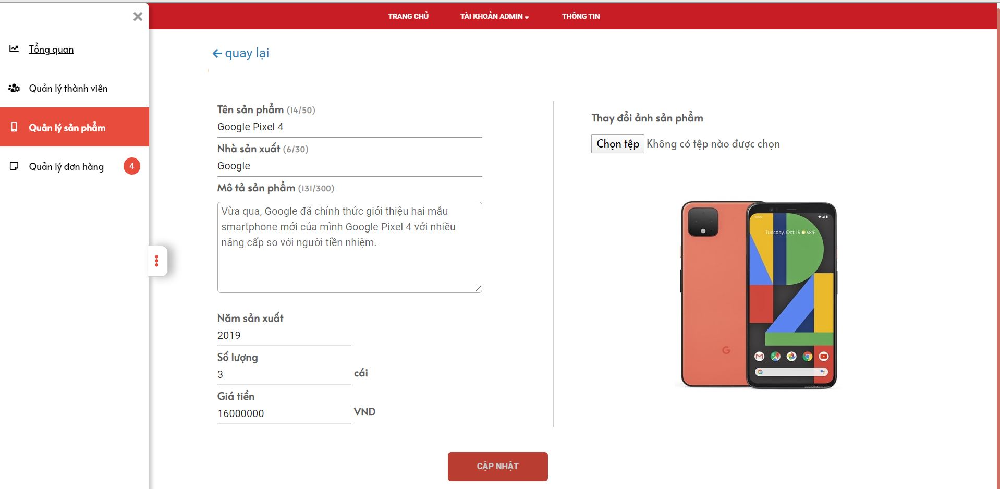 TRANG CHỦ
TÀI KHOẢN ADMIN
THÔNG TIN
Tổng quan
Quản lý thành viên
Quản lý sản phẩm
Quản lý đơn hàng
4
quay lại
Tên sản phẩm (14/50)
Google Pixel 4
Nhà sản xuất (6/30)
Google
Mô tả sản phẩm (131/300)
Vừa qua, Google đã chính thức giới thiệu hai mẫu
smartphone mới của mình Google Pixel 4 với nhiều
nâng cấp so với người tiền nhiệm.
Năm sản xuất
2019
Số lượng
3
cái
Giá tiền
16000000
VND
Thay đổi ảnh sản phẩm
Chọn tệp Không có tệp nào được chọn
10:00
Tuesday, Oct 15 68°F
www.GSMArena.com
CẬP NHẬT